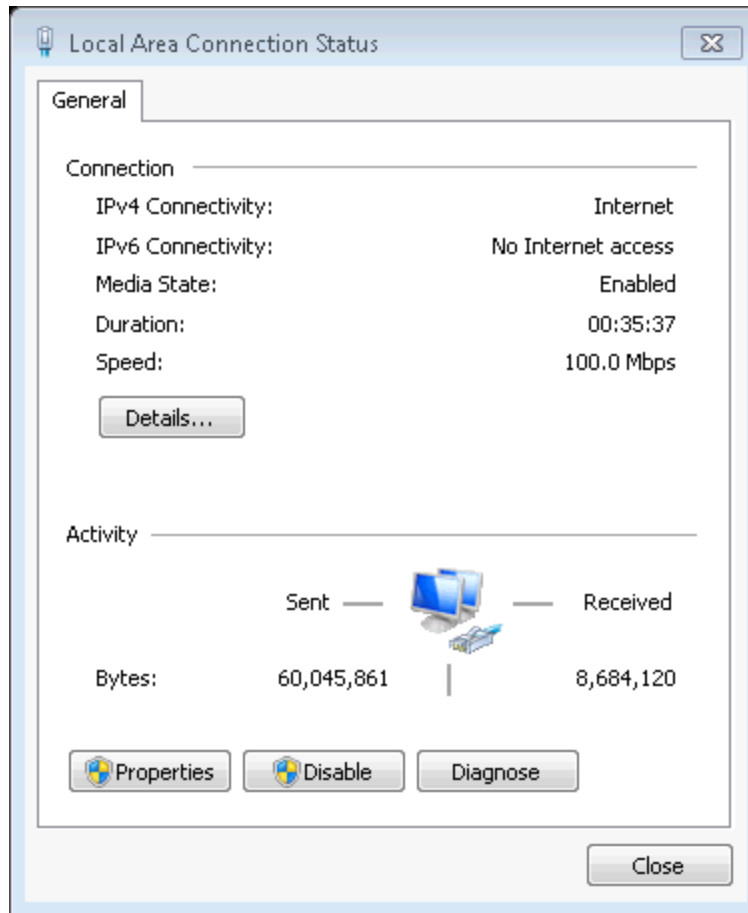 Local Area Connection Status
General
Connection
IPv4 Connectivity: Internet
IPv6 Connectivity: No Internet access
Media State: Enabled
Duration: 00:35:37
Speed: 100.0 Mbps
Details...
Activity
Sent Received
Bytes: 60,045,861 8,684,120
Properties Disable Diagnose
Close